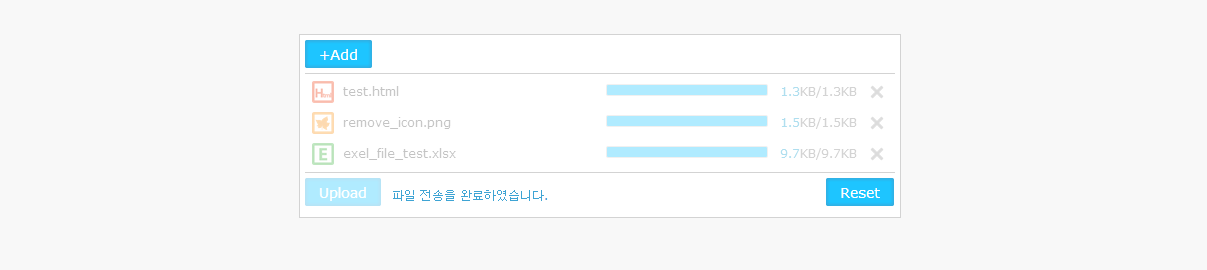 +Add
test.html 1.3KB/1.3KB
remove_icon.png 1.5KB/1.5KB
E exel_file_test.xlsx 9.7KB/9.7KB
Upload 파일 전송을 완료하였습니다. Reset